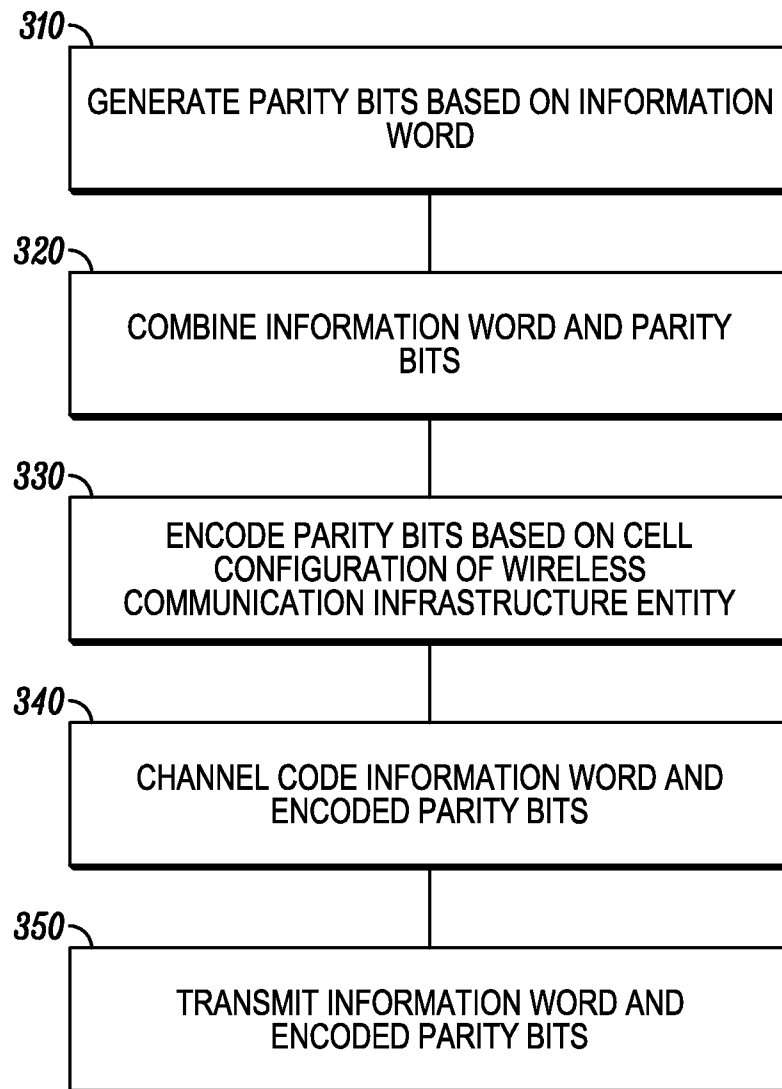 310
GENERATE PARITY BITS BASED ON INFORMATION
WORD
320
COMBINE INFORMATION WORD AND PARITY
BITS
330
ENCODE PARITY BITS BASED ON CELL
CONFIGURATION OF WIRELESS
COMMUNICATION INFRASTRUCTURE ENTITY
340
CHANNEL CODE INFORMATION WORD AND
ENCODED PARITY BITS
350
TRANSMIT INFORMATION WORD AND
ENCODED PARITY BITS